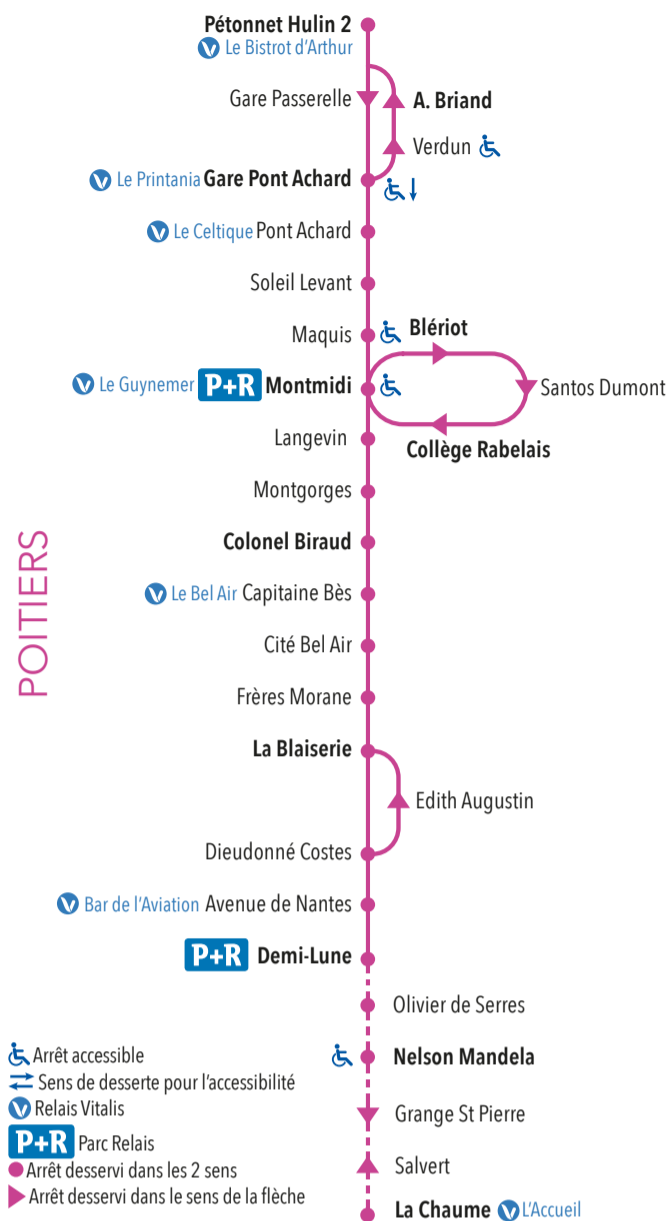 Pétonnet Hulin 2
Le Bistrot d'Arthur
Gare Passerelle
A. Briand
Verdun
Le Printania Gare Pont Achard
Le Celtique Pont Achard
Soleil Levant
Maquis
Blériot
Le Guynemer P+R Montmidi
Santos Dumont
Langevin
Collège Rabelais
Montgorges
Colonel Biraud
POITIERS
Le Bel Air Capitaine Bès
Cité Bel Air
Frères Morane
La Blaiserie
Edith Augustin
Dieudonné Costes
Bar de l'Aviation Avenue de Nantes
P+R Demi-Lune
Olivier de Serres
Nelson Mandela
Grange St Pierre
Salvert
La Chaume L'Accueil
Arrêt accessible
Sens de desserte pour l'accessibilité
Relais Vitalis
P+R Parc Relais
Arrêt desservi dans les 2 sens
Arrêt desservi dans le sens de la flèche